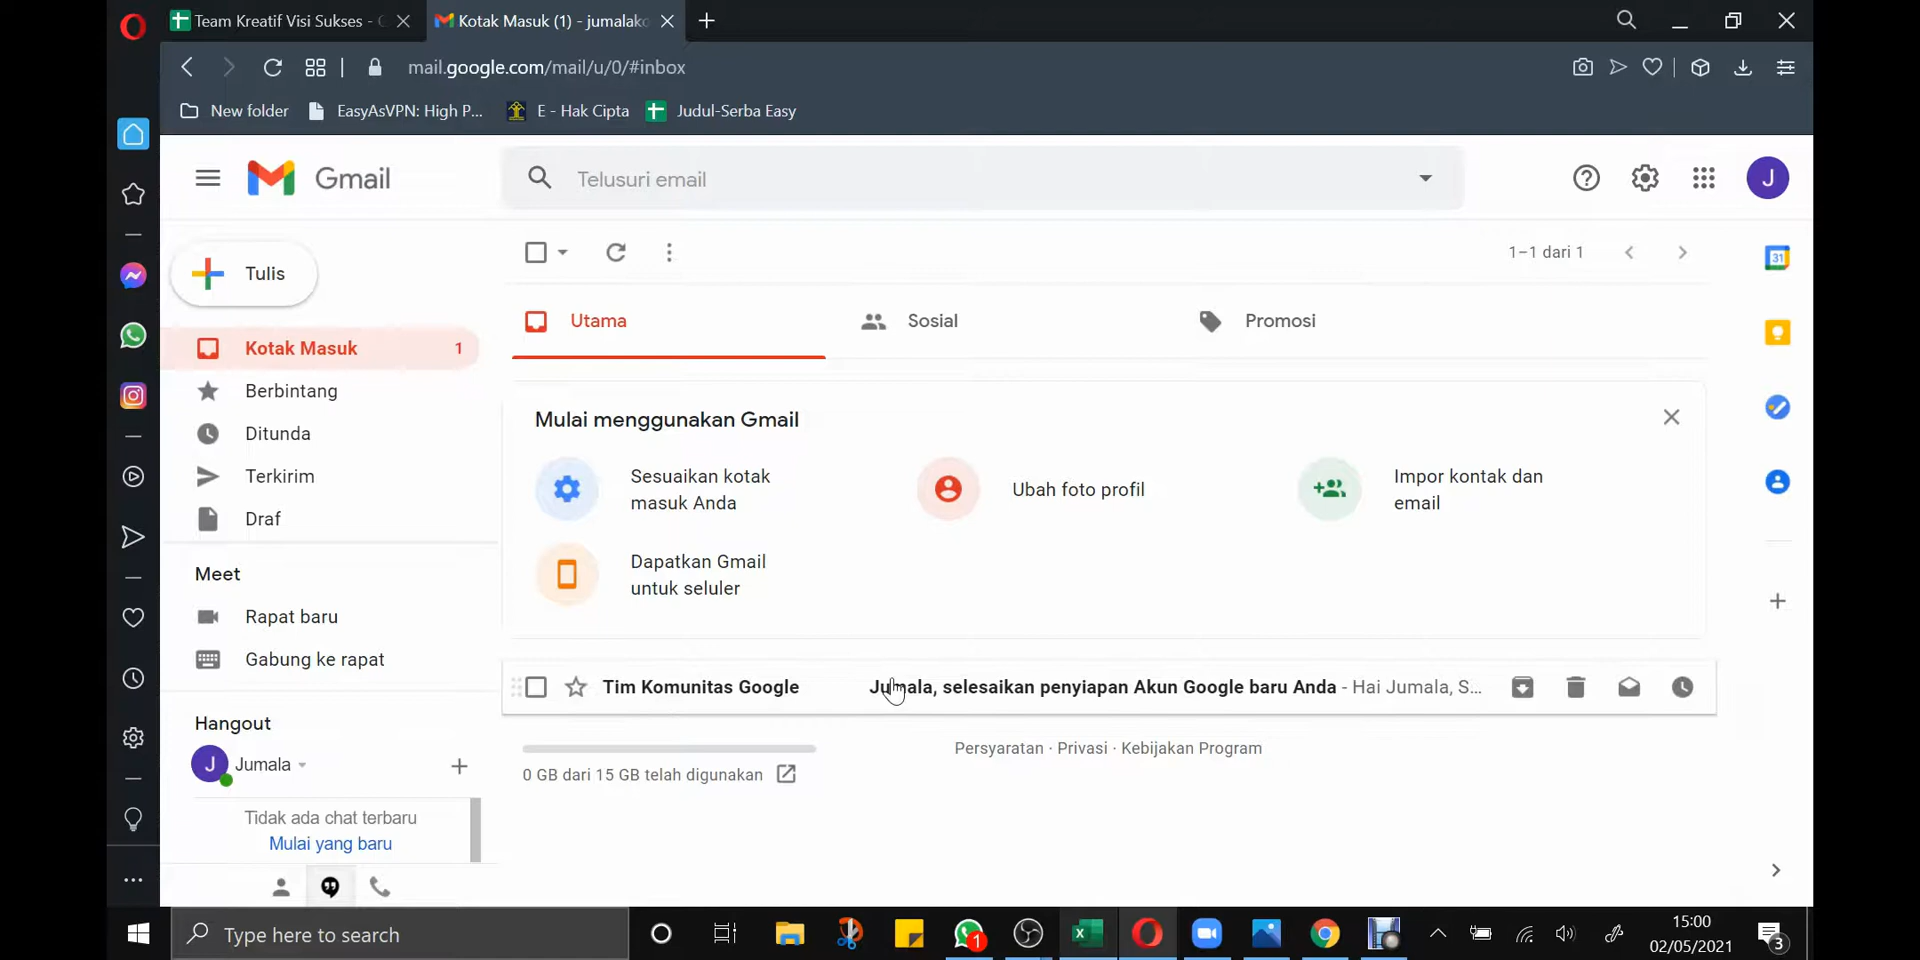 Team Kreatif Visi Sukses -
Kotak Masuk (1) - jumalako
mail.google.com/mail/u/0/#inbox
New folder
EasyAsVPN: High P...
E - Hak Cipta
Judul-Serba Easy
Gmail
Telusuri email
J
Tulis
1–1 dari 1
31
Utama
Sosial
Promosi
Kotak Masuk 1
Berbintang
Ditunda
Terkirim
Draf
Mulai menggunakan Gmail
Sesuaikan kotak
masuk Anda
Ubah foto profil
Impor kontak dan
email
Dapatkan Gmail
untuk seluler
Meet
Rapat baru
Gabung ke rapat
Tim Komunitas Google
Jumala, selesaikan penyiapan Akun Google baru Anda - Hai Jumala, S...
Hangout
J Jumala
Tidak ada chat terbaru
Mulai yang baru
0 GB dari 15 GB telah digunakan
Persyaratan · Privasi · Kebijakan Program
Type here to search
1
15:00
02/05/2021
3